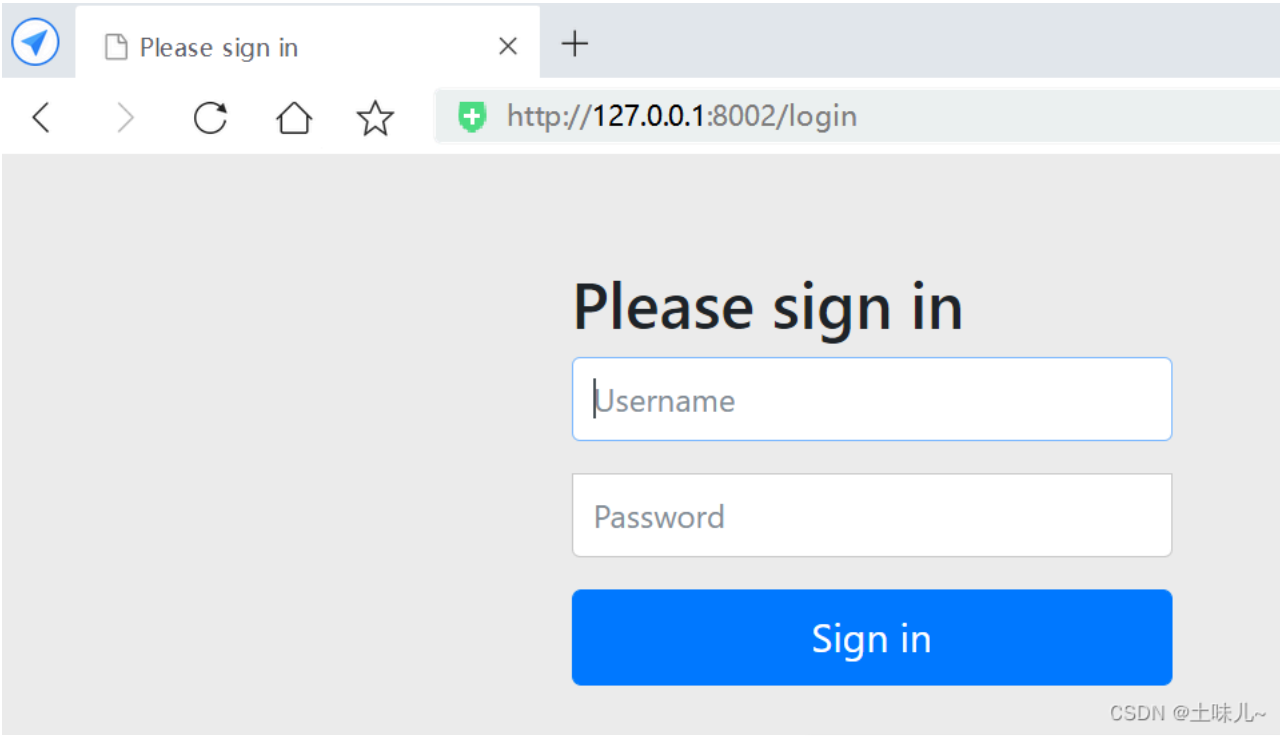 Please sign in
http://127.0.0.1:8002/login
Please sign in
Username
Password
Sign in
CSDN @土味儿~